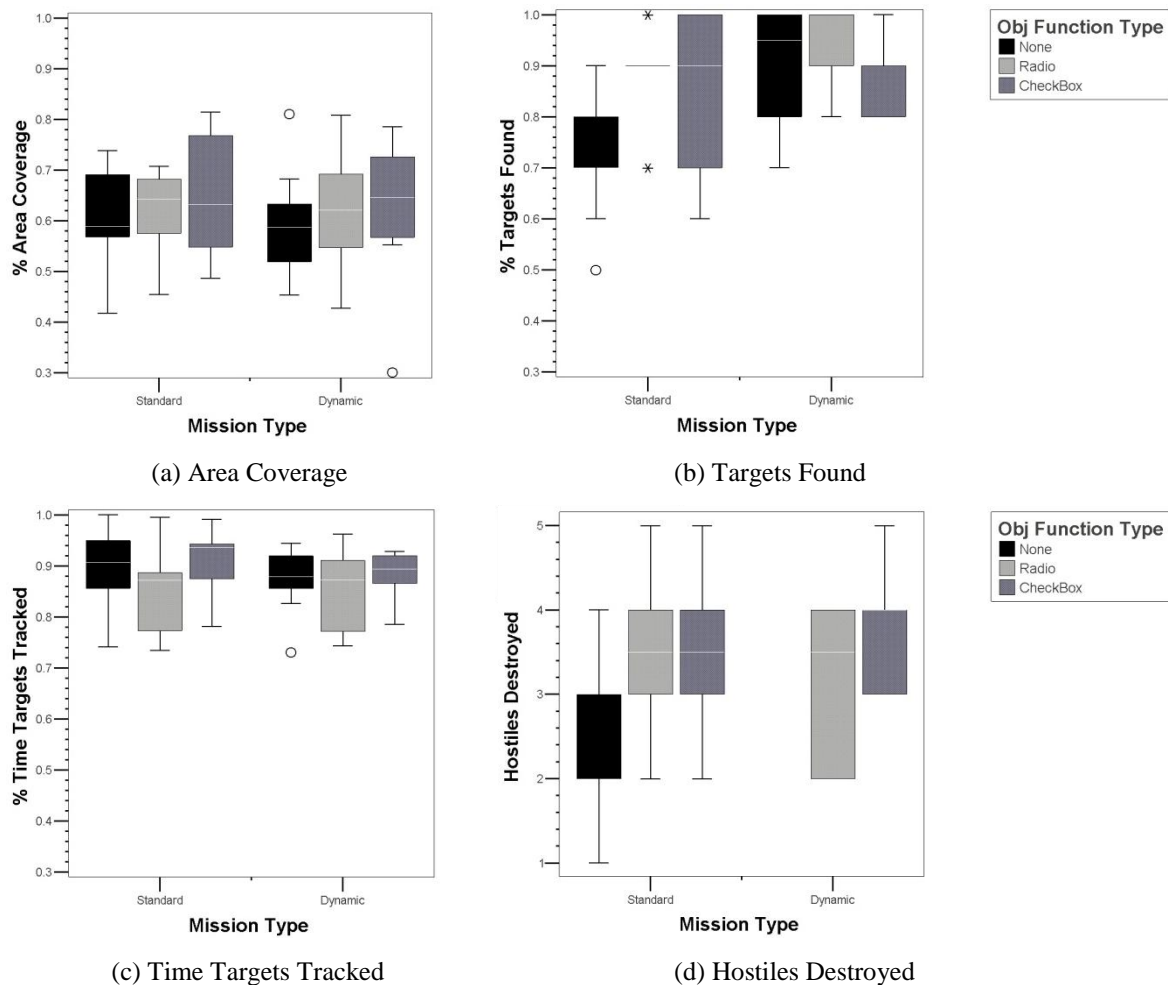 1.0
0.9
0.8
0.7
0.6
0.5
0.4
0.3
% Area Coverage
Standard
Dynamic
Mission Type
(a) Area Coverage
1.0
0.9
0.8
0.7
0.6
0.5
0.4
0.3
% Targets Found
Standard
Dynamic
Mission Type
(b) Targets Found
Obj Function Type
None
Radio
CheckBox
1.0
0.9
0.8
0.7
0.6
0.5
0.4
0.3
% Time Targets Tracked
Standard
Dynamic
Mission Type
(c) Time Targets Tracked
5
4
3
2
1
Hostiles Destroyed
Standard
Dynamic
Mission Type
(d) Hostiles Destroyed
Obj Function Type
None
Radio
CheckBox